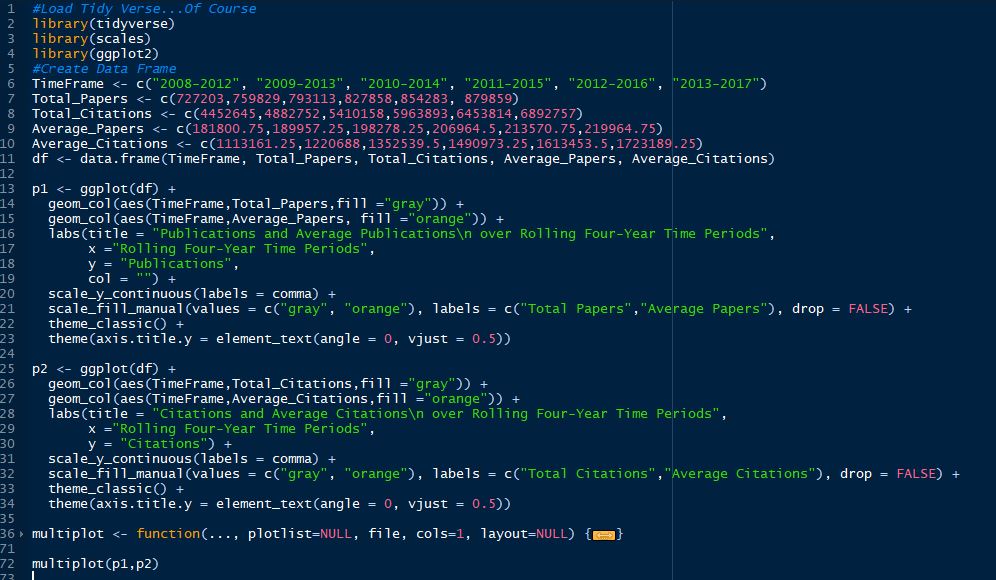 1 #Load Tidy Verse...Of Course
2 library(tidyverse)
3 library(scales)
4 library(ggplot2)
5 #Create Data Frame
6 TimeFrame <- c("2008-2012", "2009-2013", "2010-2014", "2011-2015", "2012-2016", "2013-2017")
7 Total_Papers <- c(727203,759829,793113,827858,854283, 879859)
8 Total_Citations <- c(4452645,4882752,5410158,5963893,6453814,6892757)
9 Average_Papers <- c(181800.75,189957.25,198278.25,206964.5,213570.75,219964.75)
10 Average_Citations <- c(1113161.25,1220688,1352539.5,1490973.25,1613453.5,1723189.25)
11 df <- data.frame(TimeFrame, Total_Papers, Total_Citations, Average_Papers, Average_Citations)
12
13 p1 <- ggplot(df) +
14   geom_col(aes(TimeFrame,Total_Papers,fill ="gray")) +
15   geom_col(aes(TimeFrame,Average_Papers, fill ="orange")) +
16   labs(title = "Publications and Average Publications\n over Rolling Four-Year Time Periods",
17        x ="Rolling Four-Year Time Periods",
18        y = "Publications",
19        col = "") +
20   scale_y_continuous(labels = comma) +
21   scale_fill_manual(values = c("gray", "orange"), labels = c("Total Papers","Average Papers"), drop = FALSE) +
22   theme_classic() +
23   theme(axis.title.y = element_text(angle = 0, vjust = 0.5))
24
25 p2 <- ggplot(df) +
26   geom_col(aes(TimeFrame,Total_Citations,fill ="gray")) +
27   geom_col(aes(TimeFrame,Average_Citations,fill ="orange")) +
28   labs(title = "Citations and Average Citations\n over Rolling Four-Year Time Periods",
29        x ="Rolling Four-Year Time Periods",
30        y = "Citations") +
31   scale_y_continuous(labels = comma) +
32   scale_fill_manual(values = c("gray", "orange"), labels = c("Total Citations","Average Citations"), drop = FALSE) +
33   theme_classic() +
34   theme(axis.title.y = element_text(angle = 0, vjust = 0.5))
35
36 multiplot <- function(..., plotlist=NULL, file, cols=1, layout=NULL) {}
71
72 multiplot(p1,p2)
73